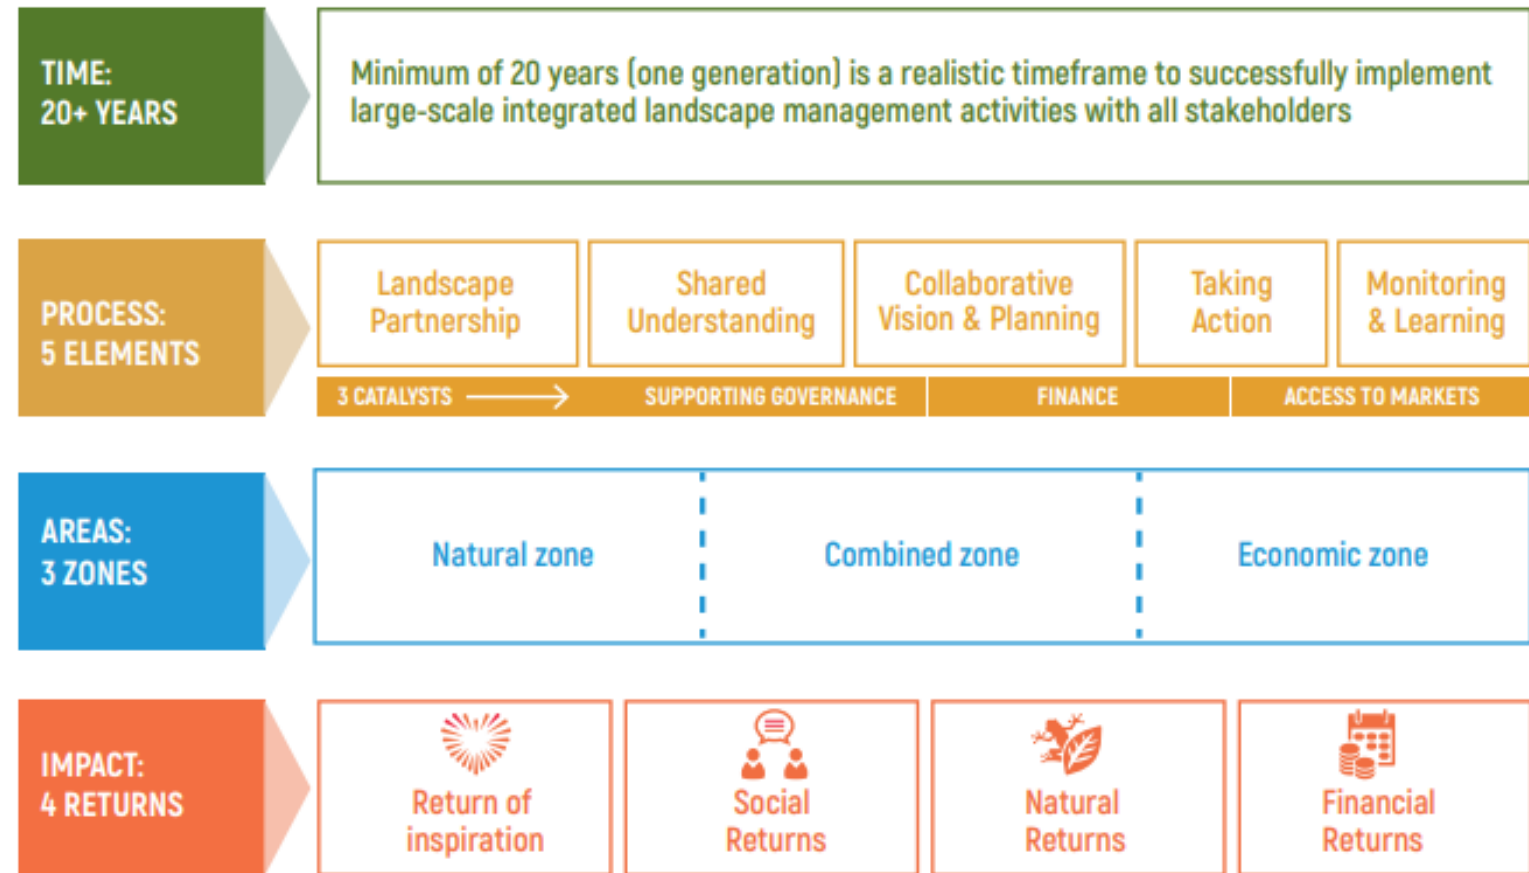 TIME:
20+ YEARS
Minimum of 20 years (one generation) is a realistic timeframe to successfully implement
large-scale integrated landscape management activities with all stakeholders
PROCESS:
5 ELEMENTS
Landscape
Partnership
Shared
Understanding
Collaborative
Vision & Planning
Taking
Action
Monitoring
& Learning
3 CATALYSTS
SUPPORTING GOVERNANCE
FINANCE
ACCESS TO MARKETS
AREAS:
3 ZONES
Natural zone
Combined zone
Economic zone
IMPACT:
4 RETURNS
Return of
inspiration
Social
Returns
Natural
Returns
Financial
Returns